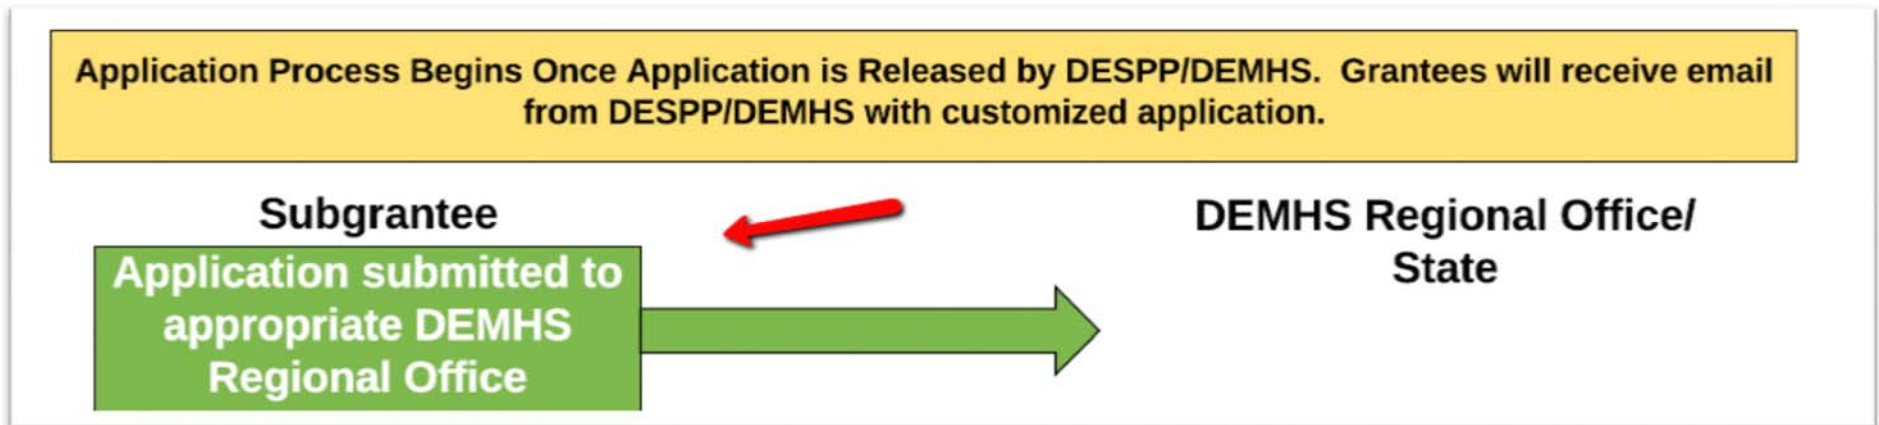 Application Process Begins Once Application is Released by DESPP/DEMHS.  Grantees will receive email
from DESPP/DEMHS with customized application.
Subgrantee
Application submitted to
appropriate DEMHS
Regional Office
DEMHS Regional Office/
State